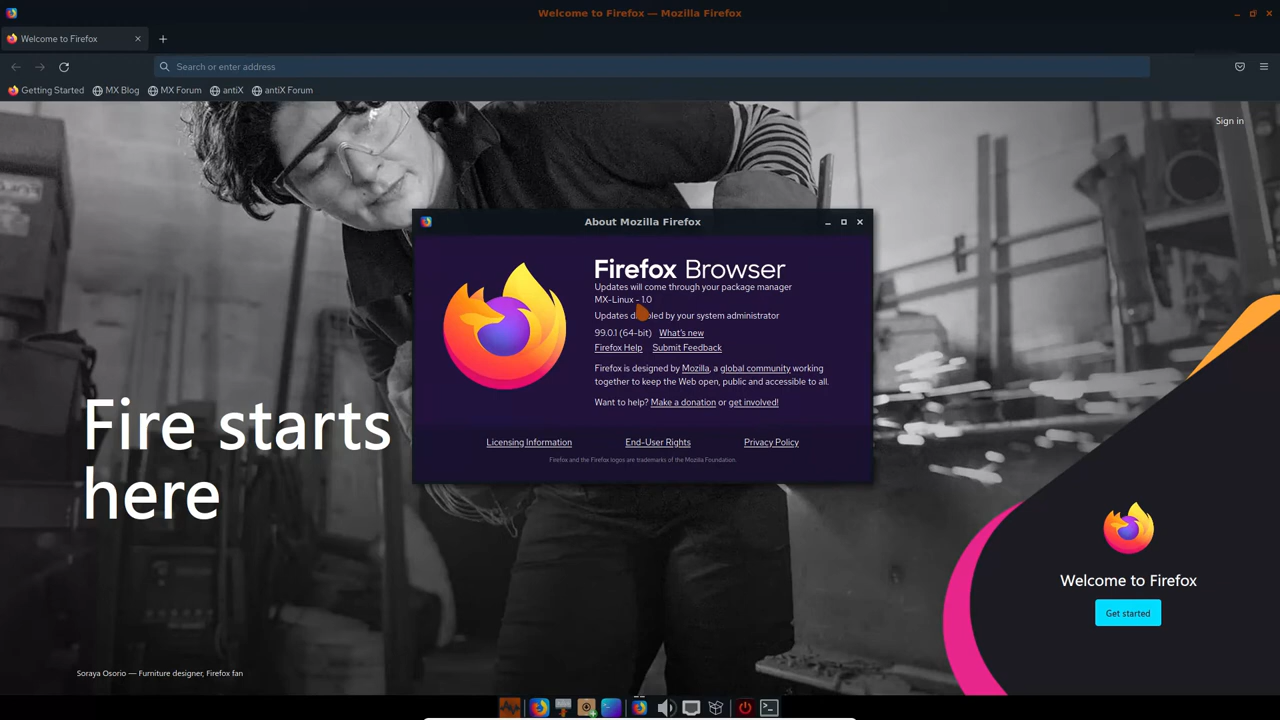 Welcome to Firefox — Mozilla Firefox
Welcome to Firefox
Search or enter address
Getting Started MX Blog MX Forum antiX antiX Forum
Sign in
About Mozilla Firefox
Firefox Browser
Updates will come through your package manager
MX-Linux - 1.0
Updates disabled by your system administrator
99.0.1 (64-bit) What's new
Firefox Help Submit Feedback
Firefox is designed by Mozilla, a global community working
together to keep the Web open, public and accessible to all.
Want to help? Make a donation or get involved!
Licensing Information End-User Rights Privacy Policy
Firefox and the Firefox logos are trademarks of the Mozilla Foundation.
Fire starts
here
Welcome to Firefox
Get started
Soraya Osorio — Furniture designer, Firefox fan